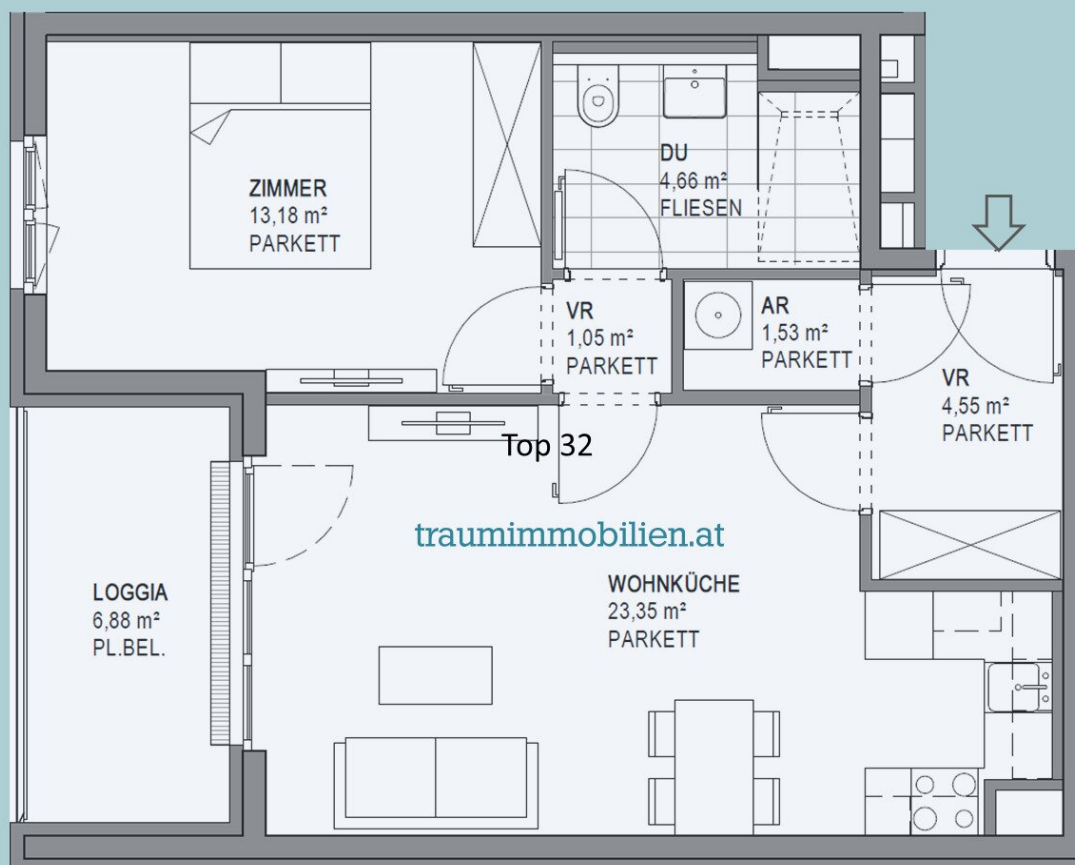 DU
4,66 m²
FLIESEN
ZIMMER
13,18 m²
PARKETT
VR
1,05 m²
PARKETT
AR
1,53 m²
PARKETT
VR
4,55 m²
PARKETT
Top 32
traumimmobilien.at
LOGGIA
6,88 m²
PL.BEL.
WOHNKÜCHE
23,35 m²
PARKETT